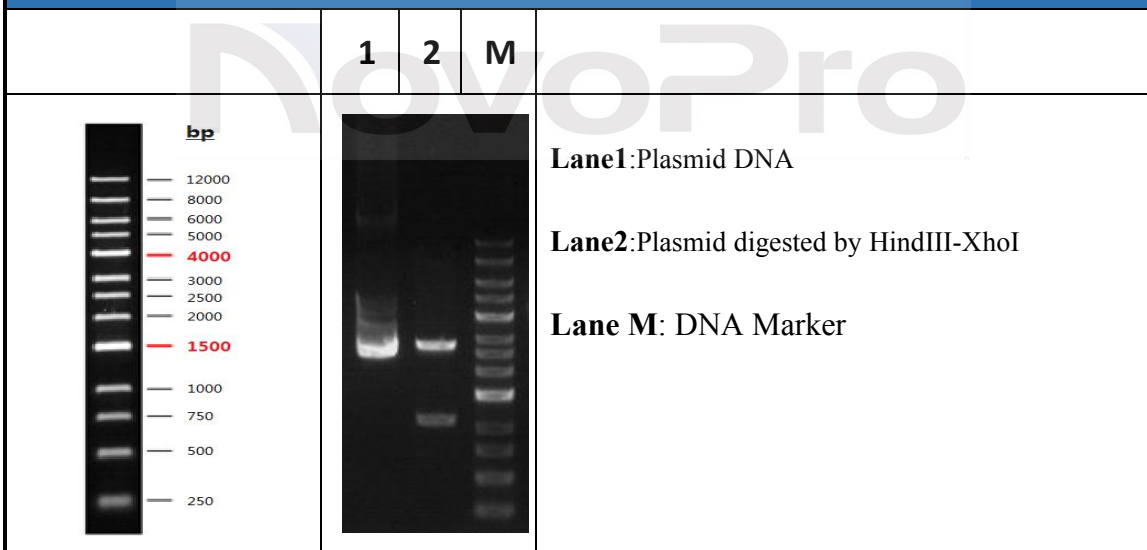 NovoPro
1 2 M
bp
12000
8000
6000
5000
4000
3000
2500
2000
1500
1000
750
500
250
Lane1:Plasmid DNA
Lane2:Plasmid digested by HindIII-XhoI
Lane M: DNA Marker